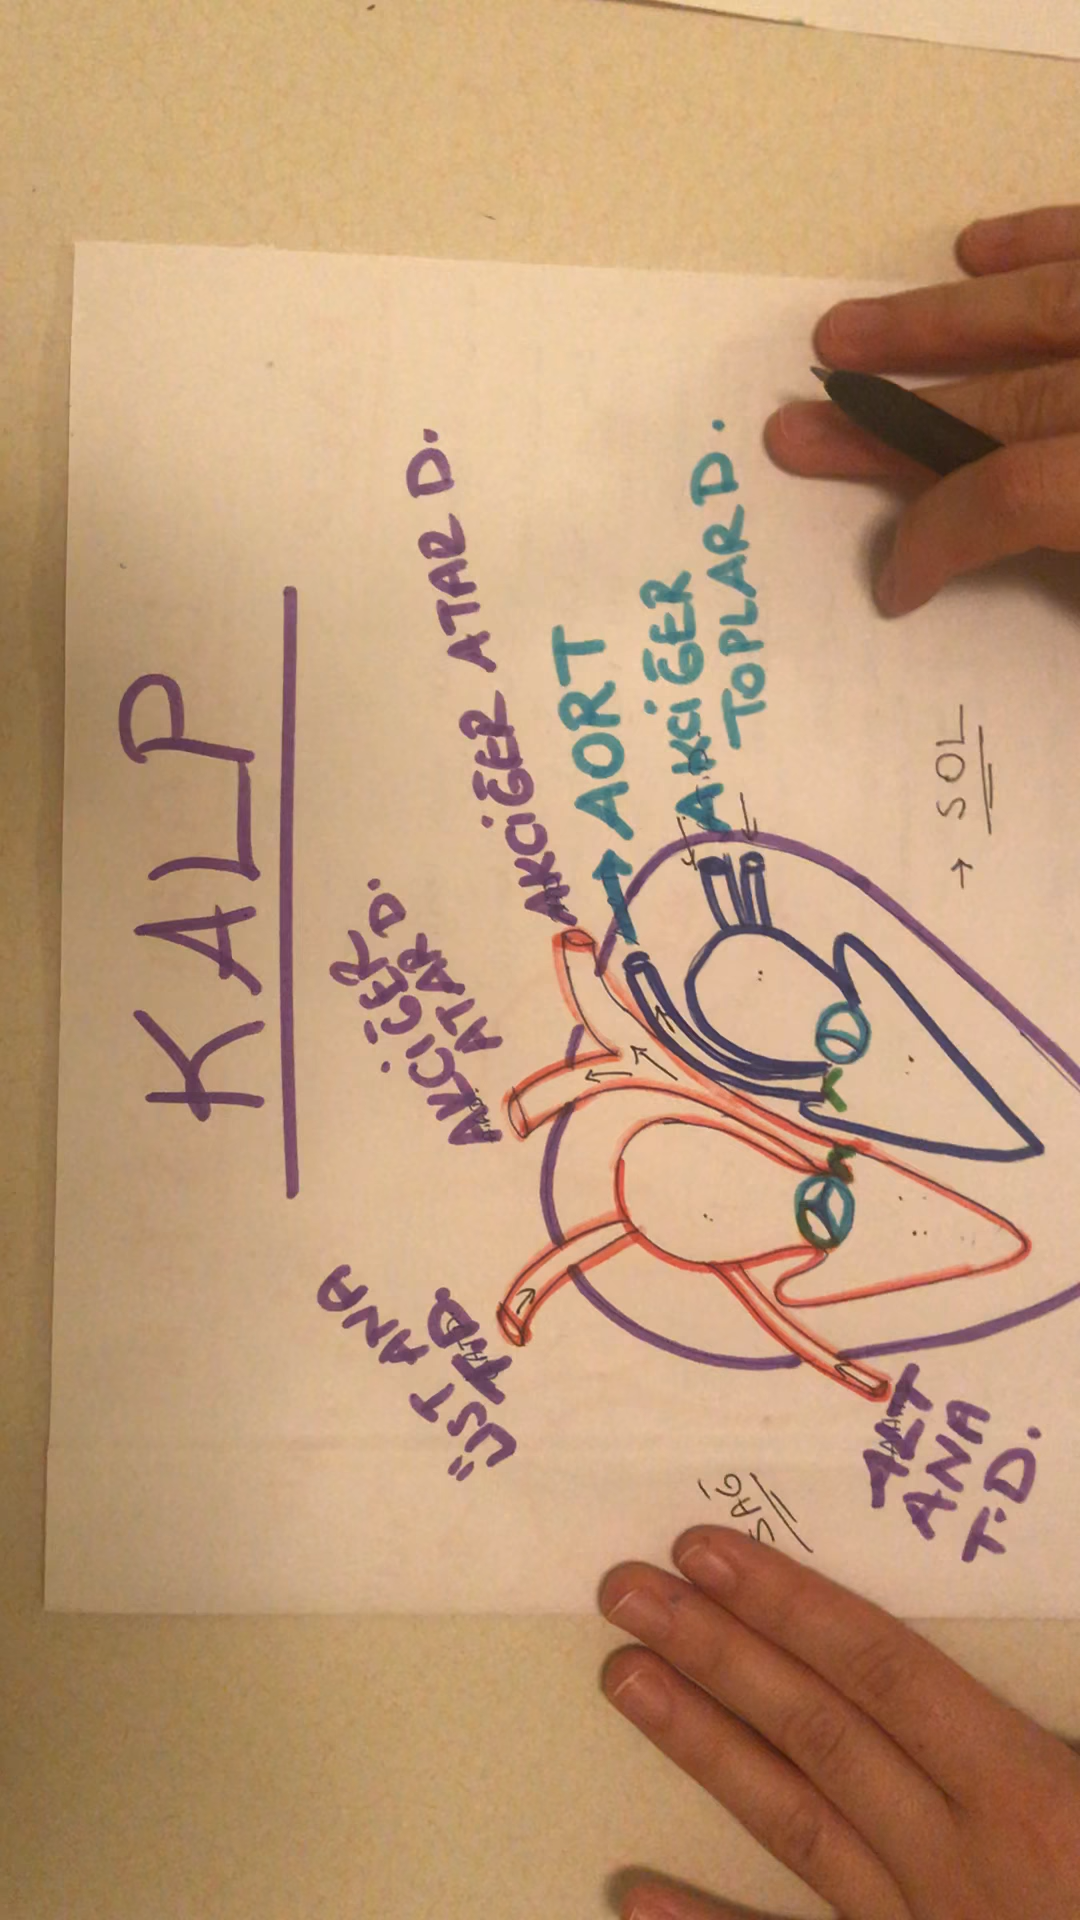 KALP
AKCİĞER
ATAR D.
AKCİĞER ATAR D.
→ AORT
AKCİĞER
TOPLAR D.
ÜST ANA
T.D.
SAĞ
→ SOL
ALT
ANA
T.D.